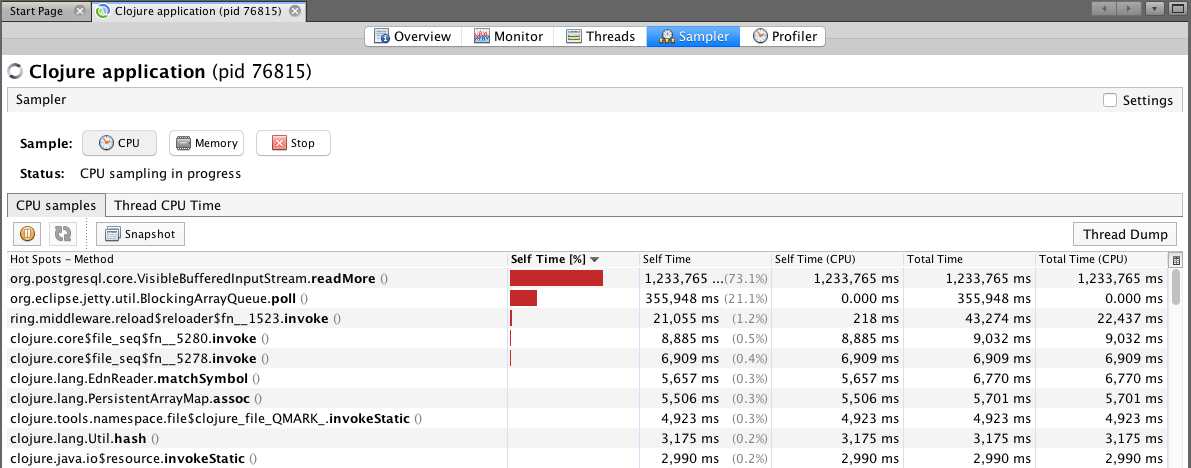 Start Page Clojure application (pid 76815)
Overview Monitor Threads Sampler Profiler
Clojure application (pid 76815)
Sampler Settings
Sample: CPU Memory Stop
Status: CPU sampling in progress
CPU samples Thread CPU Time
Snapshot Thread Dump
Hot Spots - Method Self Time [%] Self Time Self Time (CPU) Total Time Total Time (CPU)
org.postgresql.core.VisibleBufferedInputStream.readMore () 1,233,765 ...(73.1%) 1,233,765 ms 1,233,765 ms 1,233,765 ms
org.eclipse.jetty.util.BlockingArrayQueue.poll () 355,948 ms (21.1%) 0.000 ms 355,948 ms 0.000 ms
ring.middleware.reload$reloader$fn__1523.invoke () 21,055 ms (1.2%) 218 ms 43,274 ms 22,437 ms
clojure.core$file_seq$fn__5280.invoke () 8,885 ms (0.5%) 8,885 ms 9,032 ms 9,032 ms
clojure.core$file_seq$fn__5278.invoke () 6,909 ms (0.4%) 6,909 ms 6,909 ms 6,909 ms
clojure.lang.EdnReader.matchSymbol () 5,657 ms (0.3%) 5,657 ms 6,770 ms 6,770 ms
clojure.lang.PersistentArrayMap.assoc () 5,506 ms (0.3%) 5,506 ms 5,701 ms 5,701 ms
clojure.tools.namespace.file$clojure_file_QMARK_.invokeStatic () 4,923 ms (0.3%) 4,923 ms 4,923 ms 4,923 ms
clojure.lang.Util.hash () 3,175 ms (0.2%) 3,175 ms 3,175 ms 3,175 ms
clojure.java.io$resource.invokeStatic () 2,990 ms (0.2%) 2,990 ms 2,990 ms 2,990 ms